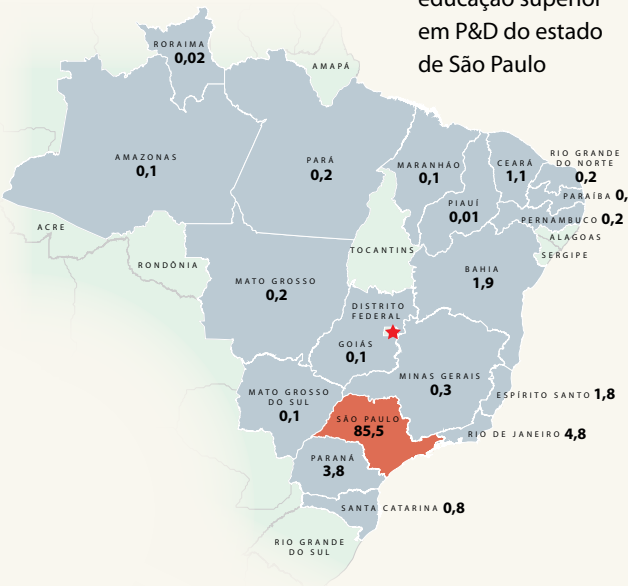 educação superior
em P&D do estado
de São Paulo
RORAIMA
0,02
AMAPÁ
AMAZONAS
0,1
PARÁ
0,2
MARANHÃO
0,1
CEARÁ
1,1
RIO GRANDE
DO NORTE
0,2
PIAUÍ
0,01
PARAÍBA 0,
PERNAMBUCO 0,2
ALAGOAS
SERGIPE
ACRE
RONDÔNIA
TOCANTINS
MATO GROSSO
0,2
BAHIA
1,9
DISTRITO
FEDERAL
GOIÁS
0,1
MINAS GERAIS
0,3
MATO GROSSO
DO SUL
0,1
ESPÍRITO SANTO 1,8
SÃO PAULO
85,5
RIO DE JANEIRO 4,8
PARANÁ
3,8
SANTA CATARINA 0,8
RIO GRANDE
DO SUL